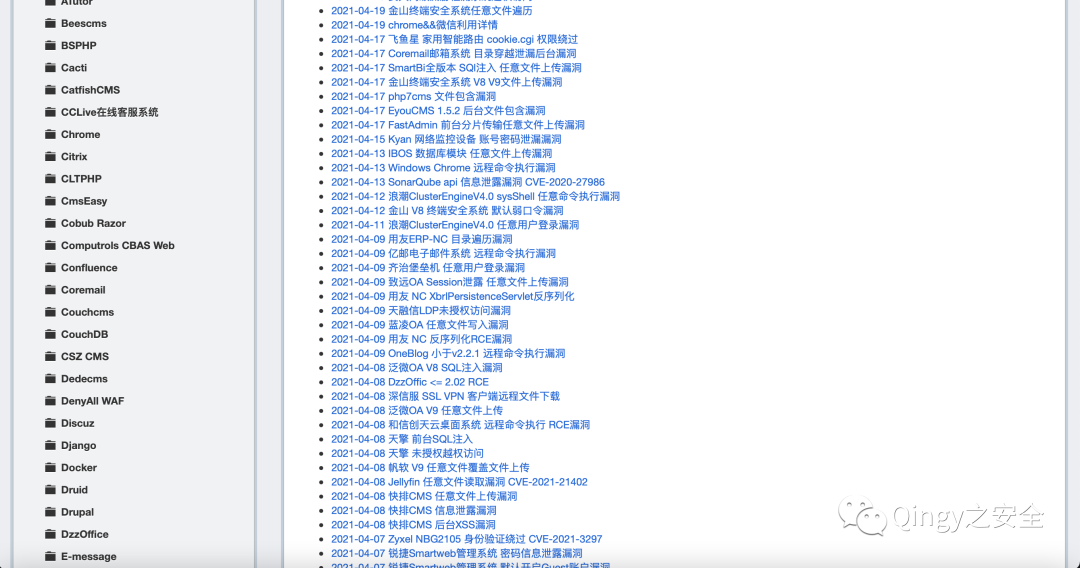 ATutor
Beescms
BSPHP
Cacti
CatfishCMS
CCLive在线客服系统
Chrome
Citrix
CLTPHP
CmsEasy
Cobub Razor
Computrols CBAS Web
Confluence
Coremail
Couchcms
CouchDB
CSZ CMS
Dedecms
DenyAll WAF
Discuz
Django
Docker
Druid
Drupal
DzzOffice
E-message
2021-04-19 金山终端安全系统任意文件遍历
2021-04-19 chrome&&微信利用详情
2021-04-17 飞鱼星 家用智能路由 cookie.cgi 权限绕过
2021-04-17 Coremail邮箱系统 目录穿越泄漏后台漏洞
2021-04-17 SmartBi全版本 SQl注入 任意文件上传漏洞
2021-04-17 金山终端安全系统 V8 V9文件上传漏洞
2021-04-17 php7cms 文件包含漏洞
2021-04-17 EyouCMS 1.5.2 后台文件包含漏洞
2021-04-17 FastAdmin 前台分片传输任意文件上传漏洞
2021-04-15 Kyan 网络监控设备 账号密码泄漏漏洞
2021-04-13 IBOS 数据库模块 任意文件上传漏洞
2021-04-13 Windows Chrome 远程命令执行漏洞
2021-04-13 SonarQube api 信息泄露漏洞 CVE-2020-27986
2021-04-12 浪潮ClusterEngineV4.0 sysShell 任意命令执行漏洞
2021-04-12 金山 V8 终端安全系统 默认弱口令漏洞
2021-04-11 浪潮ClusterEngineV4.0 任意用户登录漏洞
2021-04-09 用友ERP-NC 目录遍历漏洞
2021-04-09 亿邮电子邮件系统 远程命令执行漏洞
2021-04-09 齐治堡垒机 任意用户登录漏洞
2021-04-09 致远OA Session泄露 任意文件上传漏洞
2021-04-09 用友 NC XbrlPersistenceServlet反序列化
2021-04-09 天融信LDP未授权访问漏洞
2021-04-09 蓝凌OA 任意文件写入漏洞
2021-04-09 用友 NC 反序列化RCE漏洞
2021-04-09 OneBlog 小于v2.2.1 远程命令执行漏洞
2021-04-08 泛微OA V8 SQL注入漏洞
2021-04-08 DzzOffic <= 2.02 RCE
2021-04-08 深信服 SSL VPN 客户端远程文件下载
2021-04-08 泛微OA V9 任意文件上传
2021-04-08 和信创天云桌面系统 远程命令执行 RCE漏洞
2021-04-08 天擎 前台SQL注入
2021-04-08 天擎 未授权越权访问
2021-04-08 帆软 V9 任意文件覆盖文件上传
2021-04-08 Jellyfin 任意文件读取漏洞 CVE-2021-21402
2021-04-08 快排CMS 任意文件上传漏洞
2021-04-08 快排CMS 信息泄露漏洞
2021-04-08 快排CMS 后台XSS漏洞
2021-04-07 Zyxel NBG2105 身份验证绕过 CVE-2021-3297
2021-04-07 锐捷Smartweb管理系统 密码信息泄露漏洞
2021-04-07 锐捷Smartweb管理系统 默认开启Guest账户漏洞
Qingy之安全